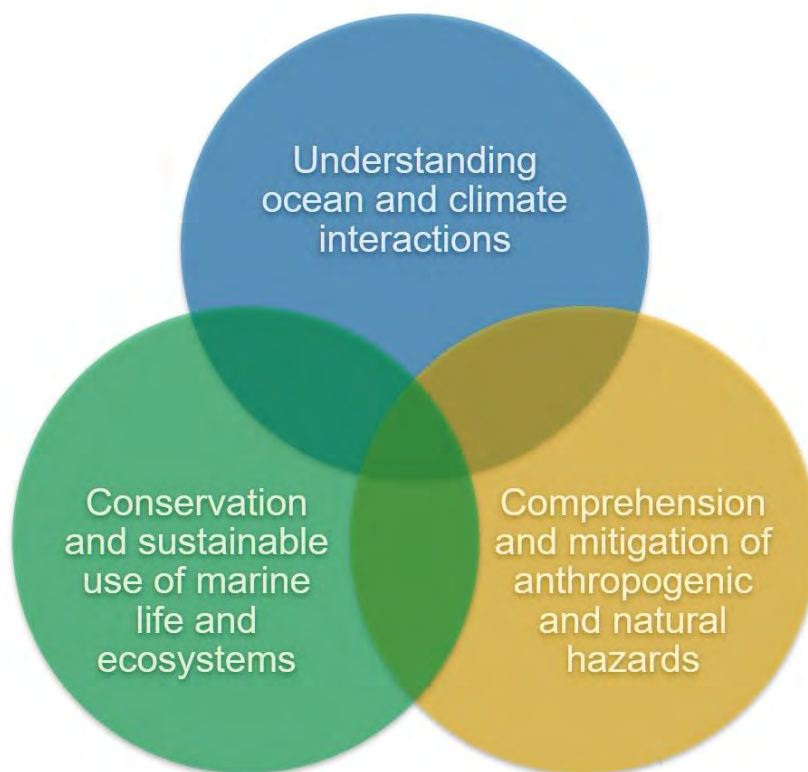 Understanding
ocean and climate
interactions
Conservation
and sustainable
use of marine
life and
ecosystems
Comprehension
and mitigation of
anthropogenic
and natural
hazards